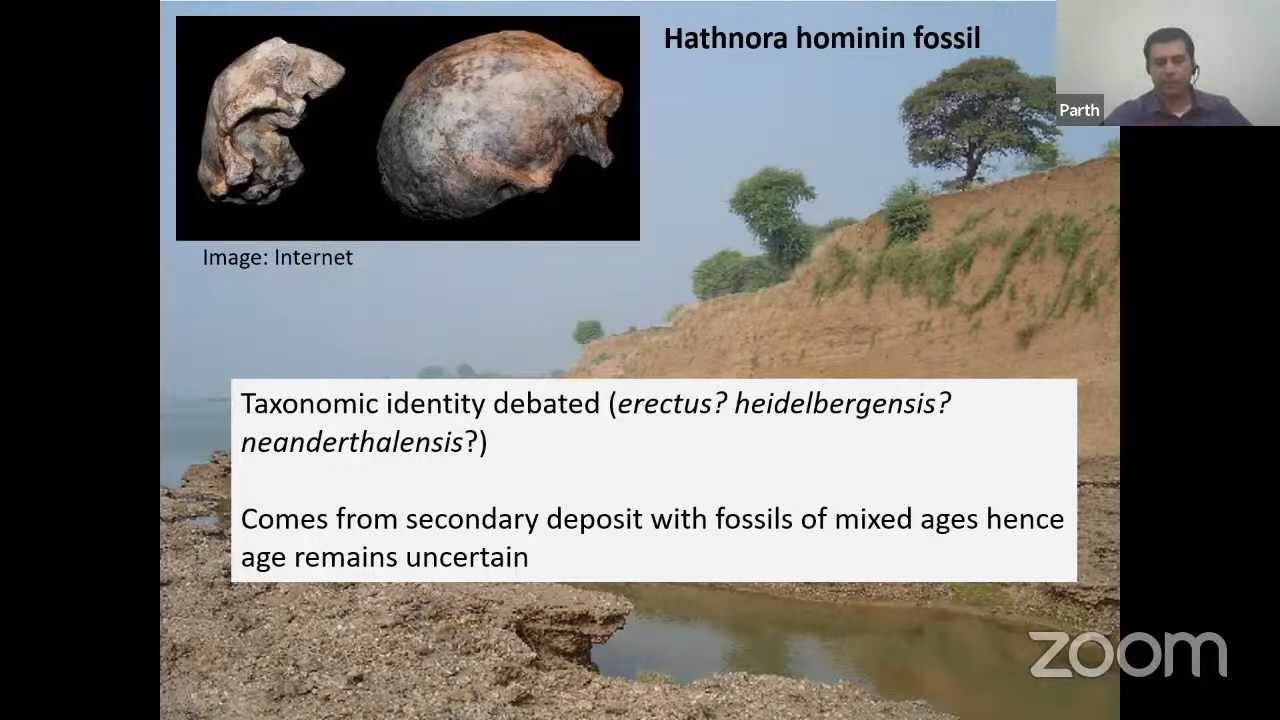 Hathnora hominin fossil
Parth
Image: Internet
Taxonomic identity debated (erectus? heidelbergensis?
neanderthalensis?)
Comes from secondary deposit with fossils of mixed ages hence
age remains uncertain
zoom